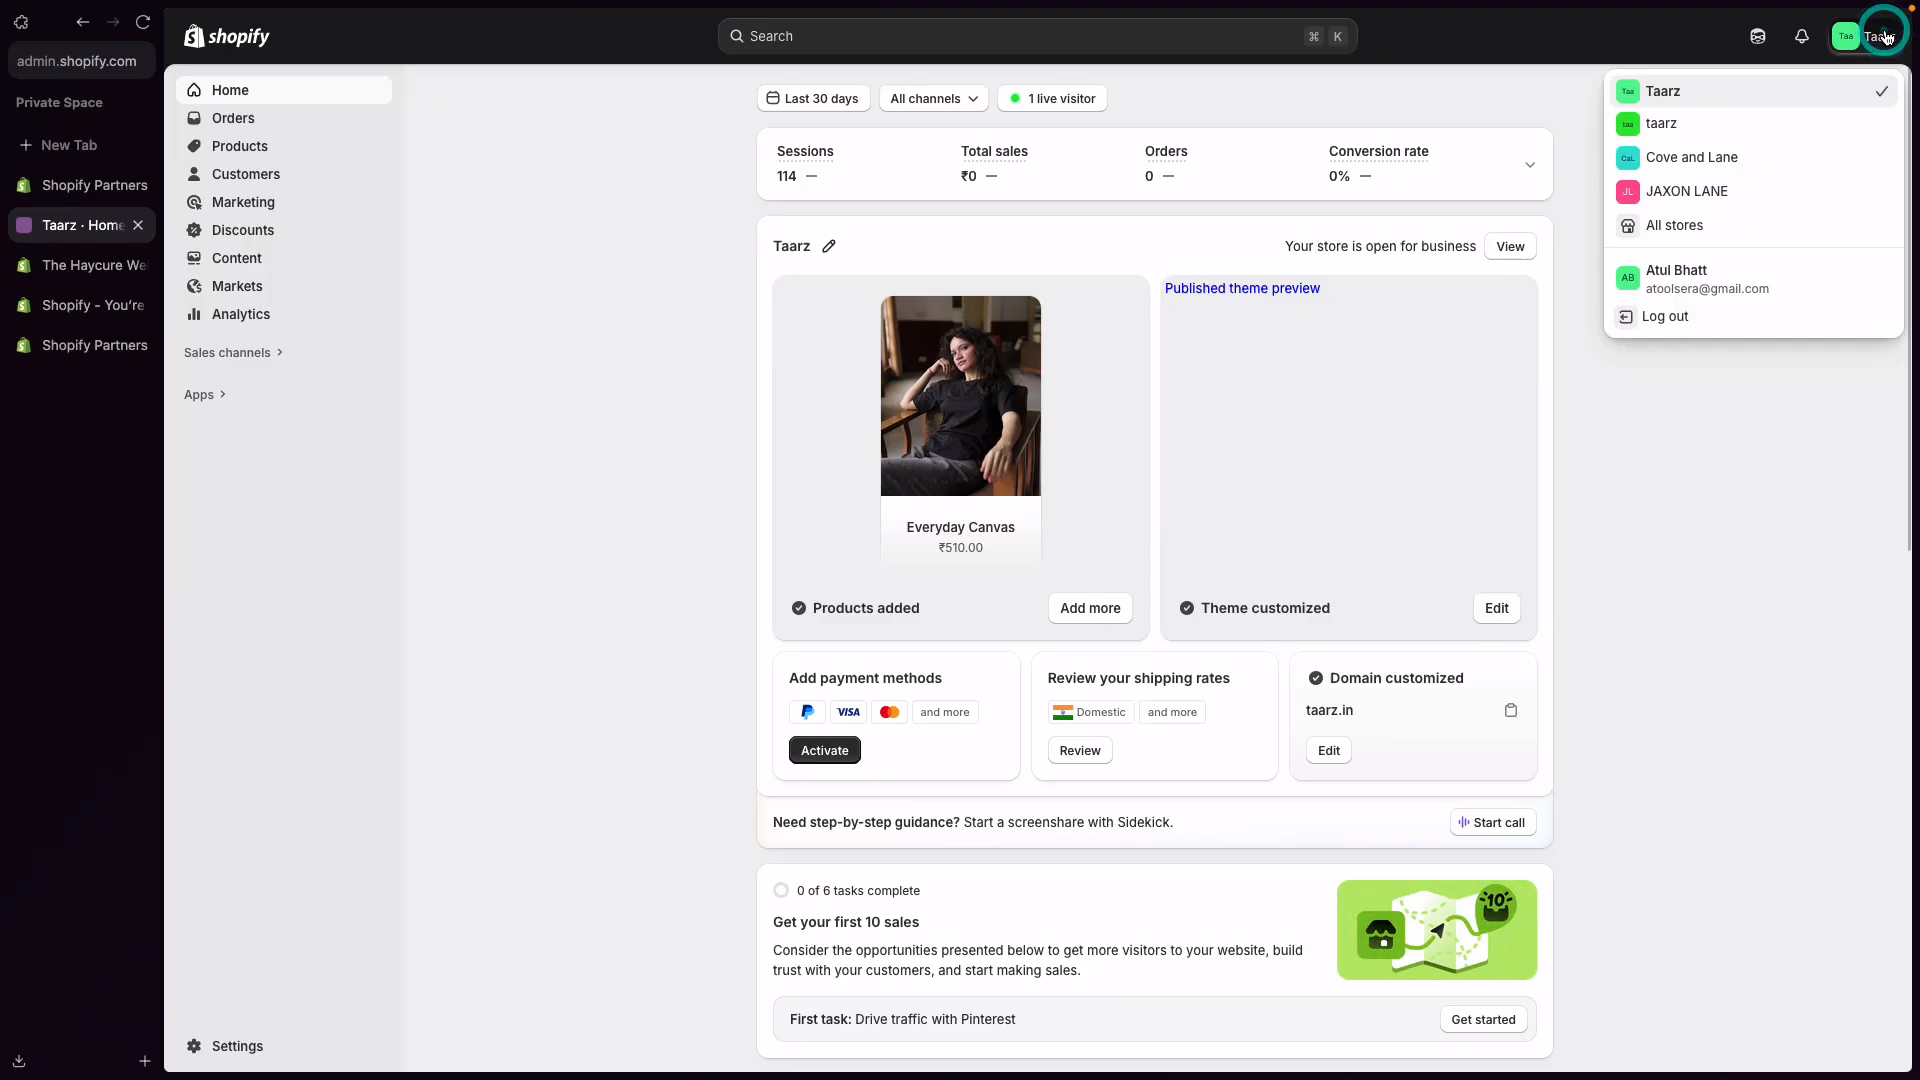 admin.shopify.com
Private Space
New Tab
Shopify Partners
Taarz · Home
The Haycure We
Shopify - You're
Shopify Partners
shopify
Search
⌘ K
Taa
Home
Orders
Products
Customers
Marketing
Discounts
Content
Markets
Analytics
Sales channels
Apps
Settings
Last 30 days
All channels
1 live visitor
Sessions
114 —
Total sales
₹0 —
Orders
0 —
Conversion rate
0% —
Taarz
Your store is open for business
View
Everyday Canvas
₹510.00
Products added
Add more
Published theme preview
Theme customized
Edit
Add payment methods
VISA
and more
Activate
Review your shipping rates
Domestic
and more
Review
Domain customized
taarz.in
Edit
Need step-by-step guidance? Start a screenshare with Sidekick.
Start call
0 of 6 tasks complete
Get your first 10 sales
Consider the opportunities presented below to get more visitors to your website, build
trust with your customers, and start making sales.
10
First task: Drive traffic with Pinterest
Get started
Taa
Taarz
taa
taarz
CaL
Cove and Lane
JL
JAXON LANE
All stores
AB
Atul Bhatt
atoolsera@gmail.com
Log out